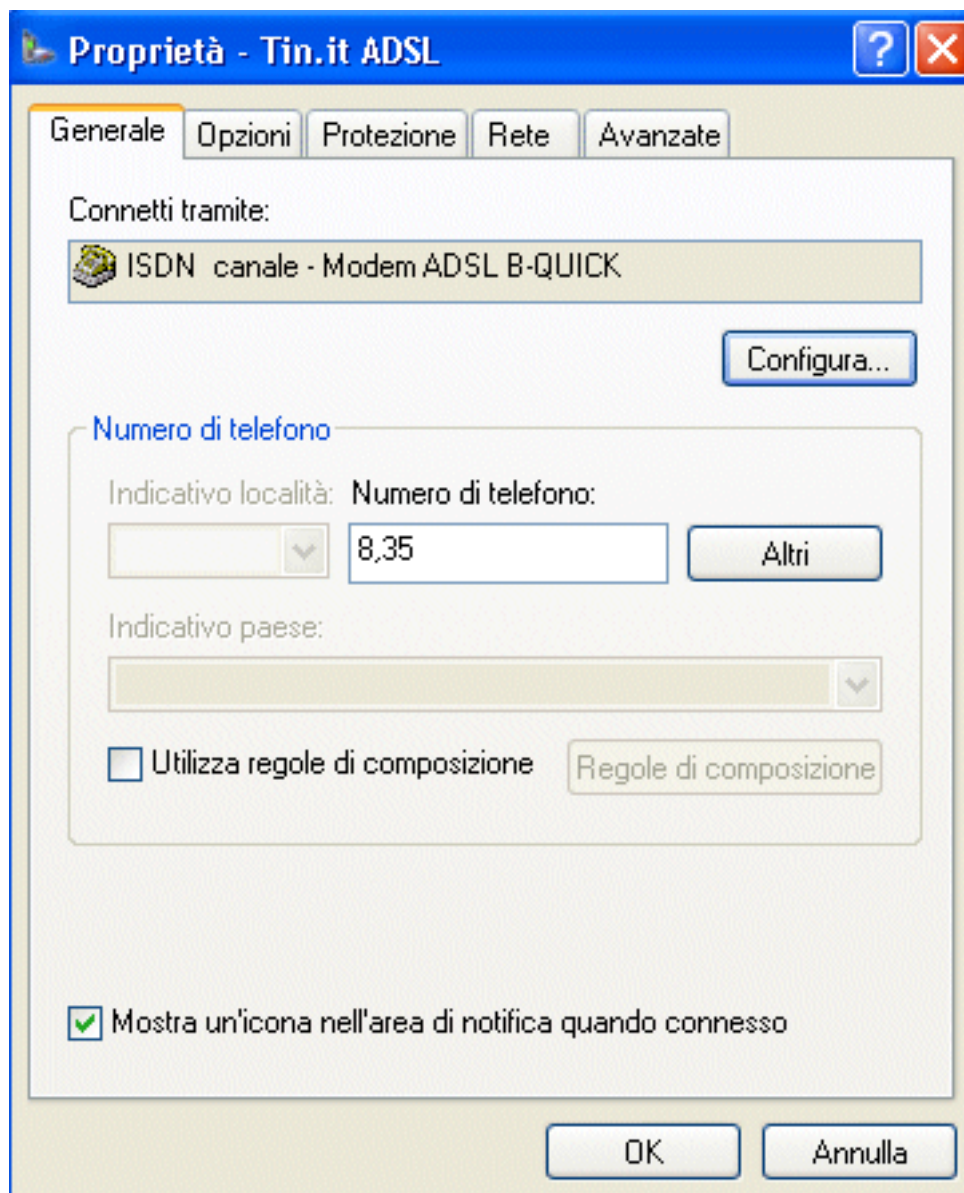 Proprietà - Tin.it ADSL
Generale Opzioni Protezione Rete Avanzate
Connetti tramite:
ISDN canale - Modem ADSL B-QUICK
Configura...
Numero di telefono
Indicativo località: Numero di telefono:
8,35 Altri
Indicativo paese:
Utilizza regole di composizione Regole di composizione
Mostra un'icona nell'area di notifica quando connesso
OK Annulla